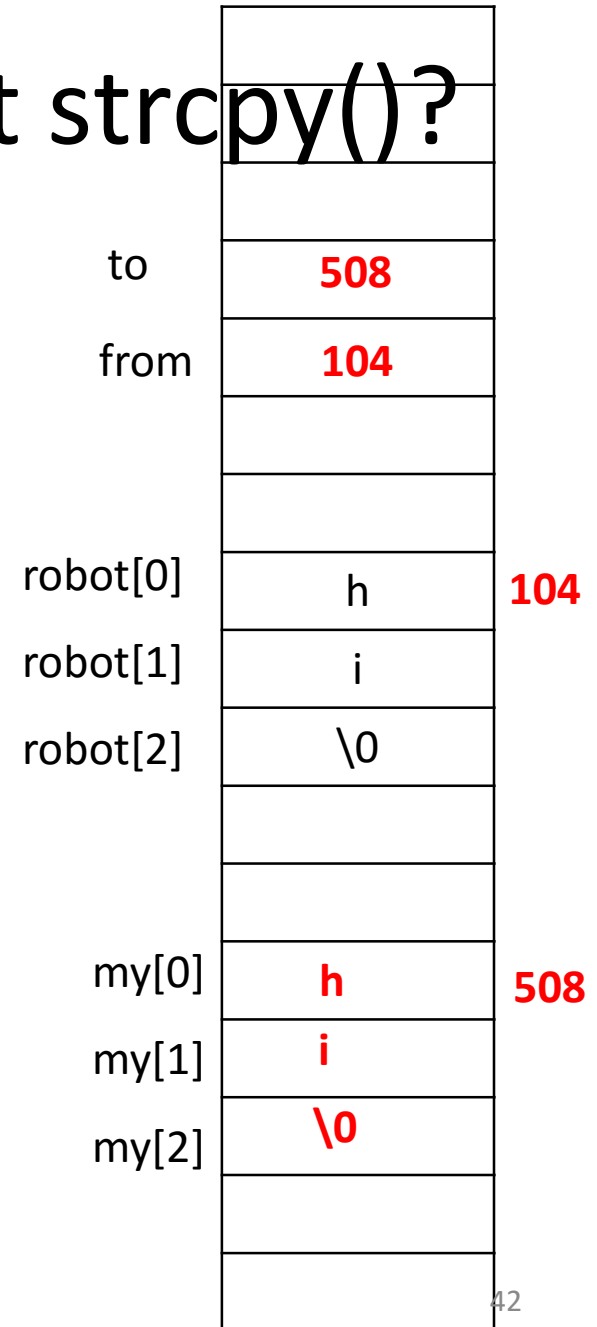 t strcpy()?
to 508
from 104
robot[0] h 104
robot[1] i
robot[2] \0
my[0] h 508
my[1] i
my[2] \0
42